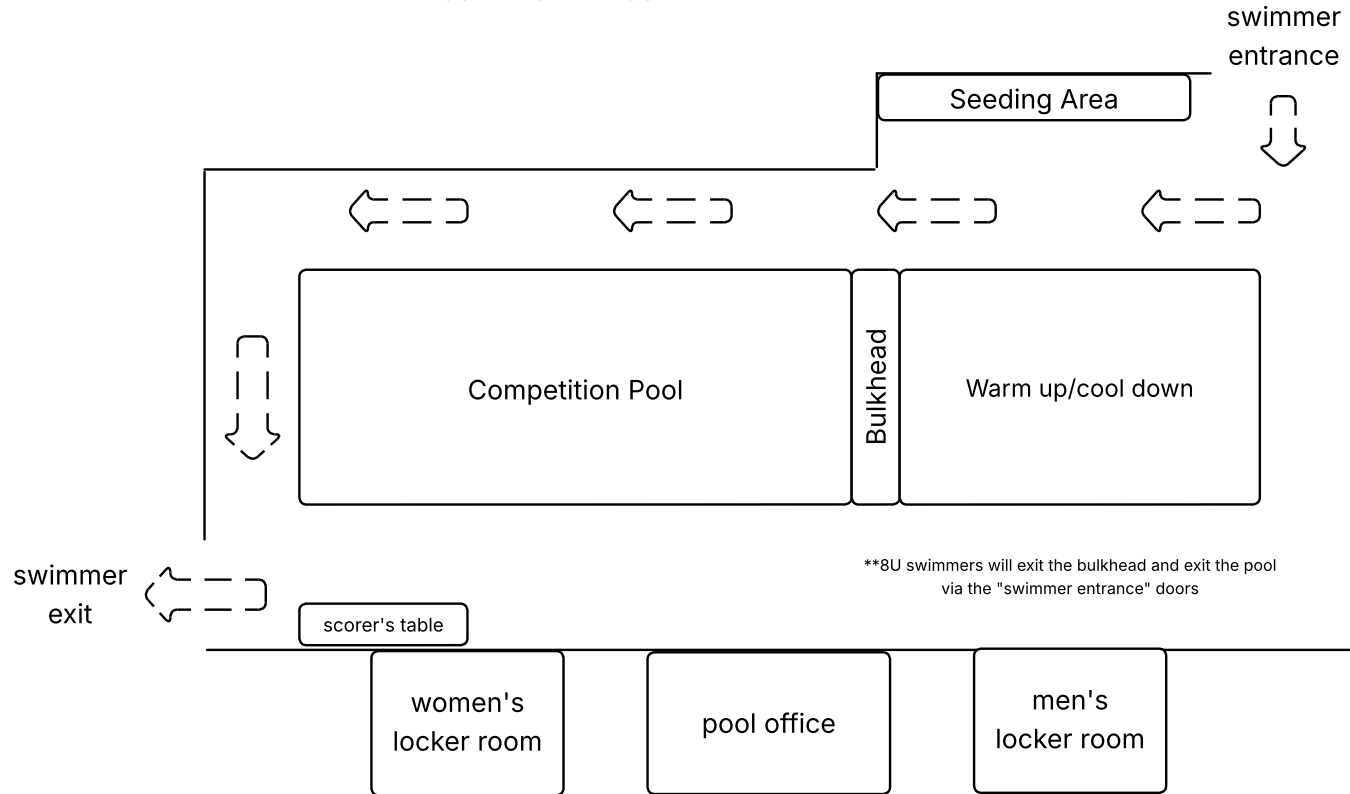 swimmer
entrance
Seeding Area
Competition Pool
Bulkhead
Warm up/cool down
**8U swimmers will exit the bulkhead and exit the pool
via the "swimmer entrance" doors
swimmer
exit
scorer's table
women's
locker room
pool office
men's
locker room